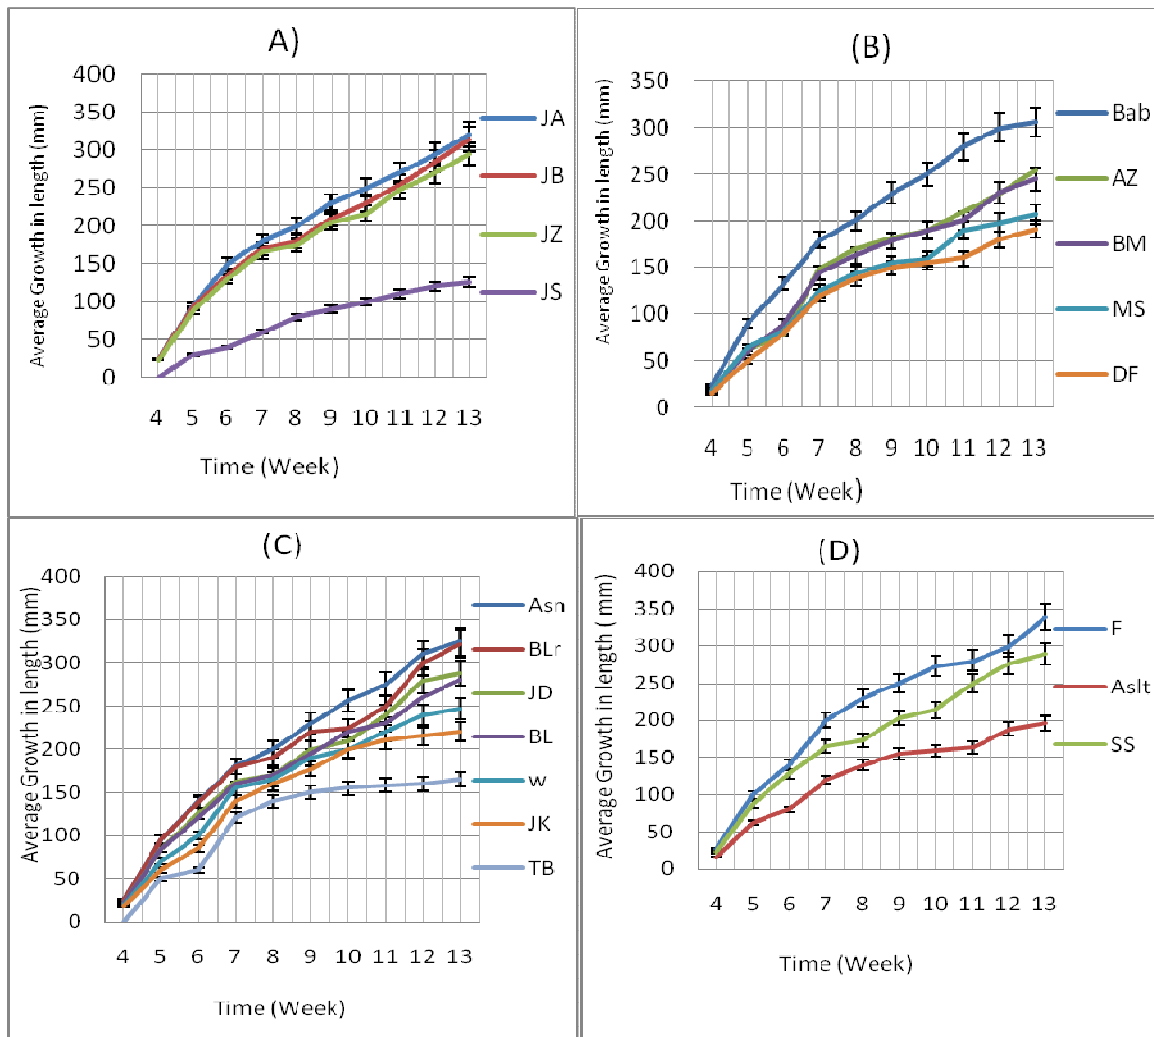 A)
Average Growth in length (mm)
400
350
300
250
200
150
100
50
0
4 5 6 7 8 9 10 11 12 13
Time (Week)
JA
JB
JZ
JS
(B)
Average Growth in length (mm)
350
300
250
200
150
100
50
0
4 5 6 7 8 9 10 11 12 13
Time (Week)
Bab
AZ
BM
MS
DF
(C)
Average Growth in length (mm)
400
350
300
250
200
150
100
50
0
4 5 6 7 8 9 10 11 12 13
Time (Week)
Asn
BLr
JD
BL
w
JK
TB
(D)
Average Growth in length ( mm)
400
350
300
250
200
150
100
50
0
4 5 6 7 8 9 10 11 12 13
Time (Week)
F
Aslt
SS